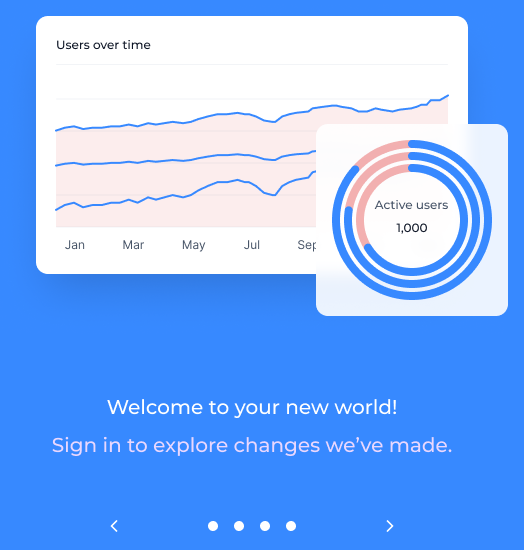 Users over time
Active users
1,000
Jan Mar May Jul Sep
Welcome to your new world!
Sign in to explore changes we’ve made.